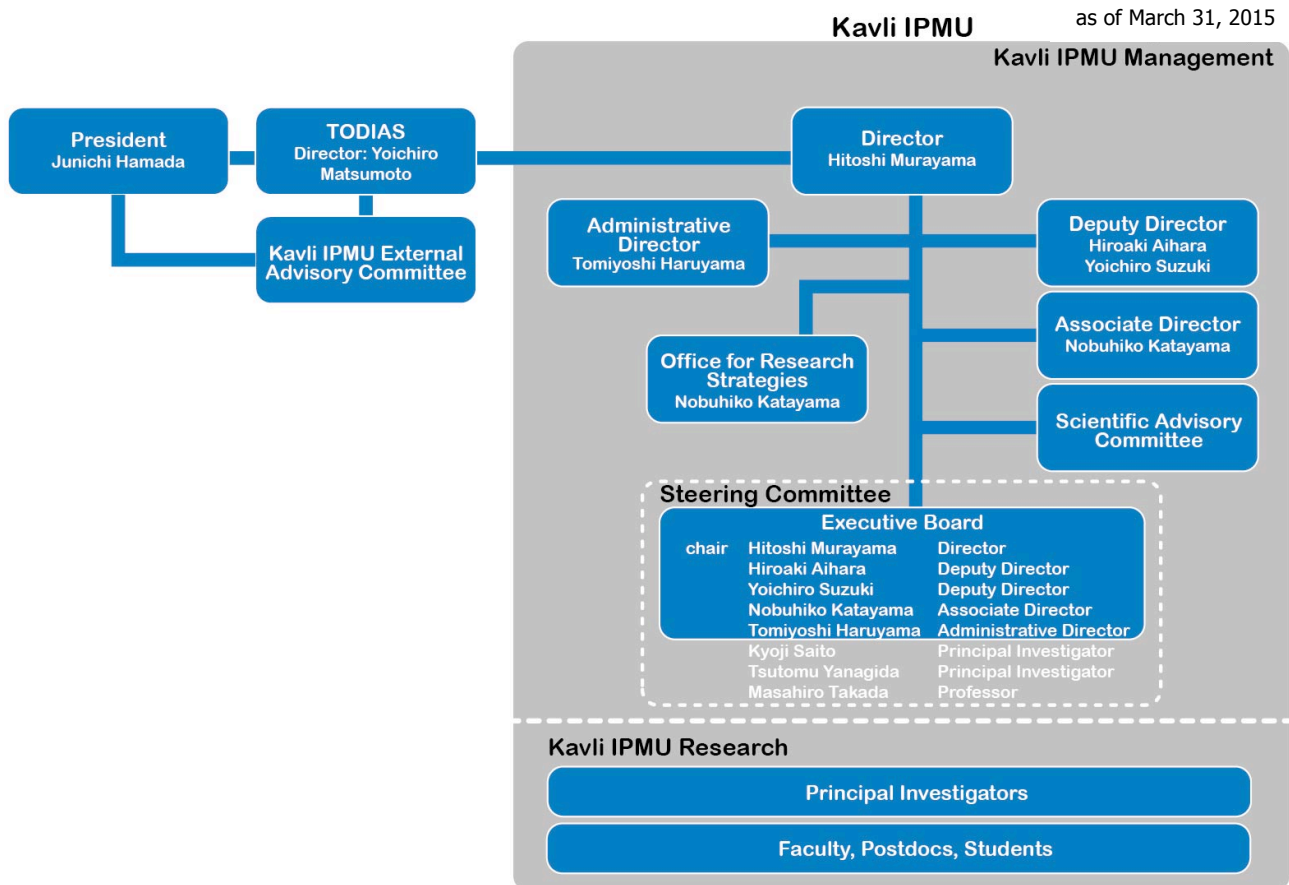 as of March 31, 2015
Kavli IPMU
Kavli IPMU Management
President
Junichi Hamada
TODIAS
Director: Yoichiro
Matsumoto
Kavli IPMU External
Advisory Committee
Director
Hitoshi Murayama
Administrative
Director
Tomiyoshi Haruyama
Deputy Director
Hiroaki Aihara
Yoichiro Suzuki
Associate Director
Nobuhiko Katayama
Office for Research
Strategies
Nobuhiko Katayama
Scientific Advisory
Committee
Steering Committee
Executive Board
chair Hitoshi Murayama Director
Hiroaki Aihara Deputy Director
Yoichiro Suzuki Deputy Director
Nobuhiko Katayama Associate Director
Tomiyoshi Haruyama Administrative Director
Kyoji Saito Principal Investigator
Tsutomu Yanagida Principal Investigator
Masahiro Takada Professor
Kavli IPMU Research
Principal Investigators
Faculty, Postdocs, Students